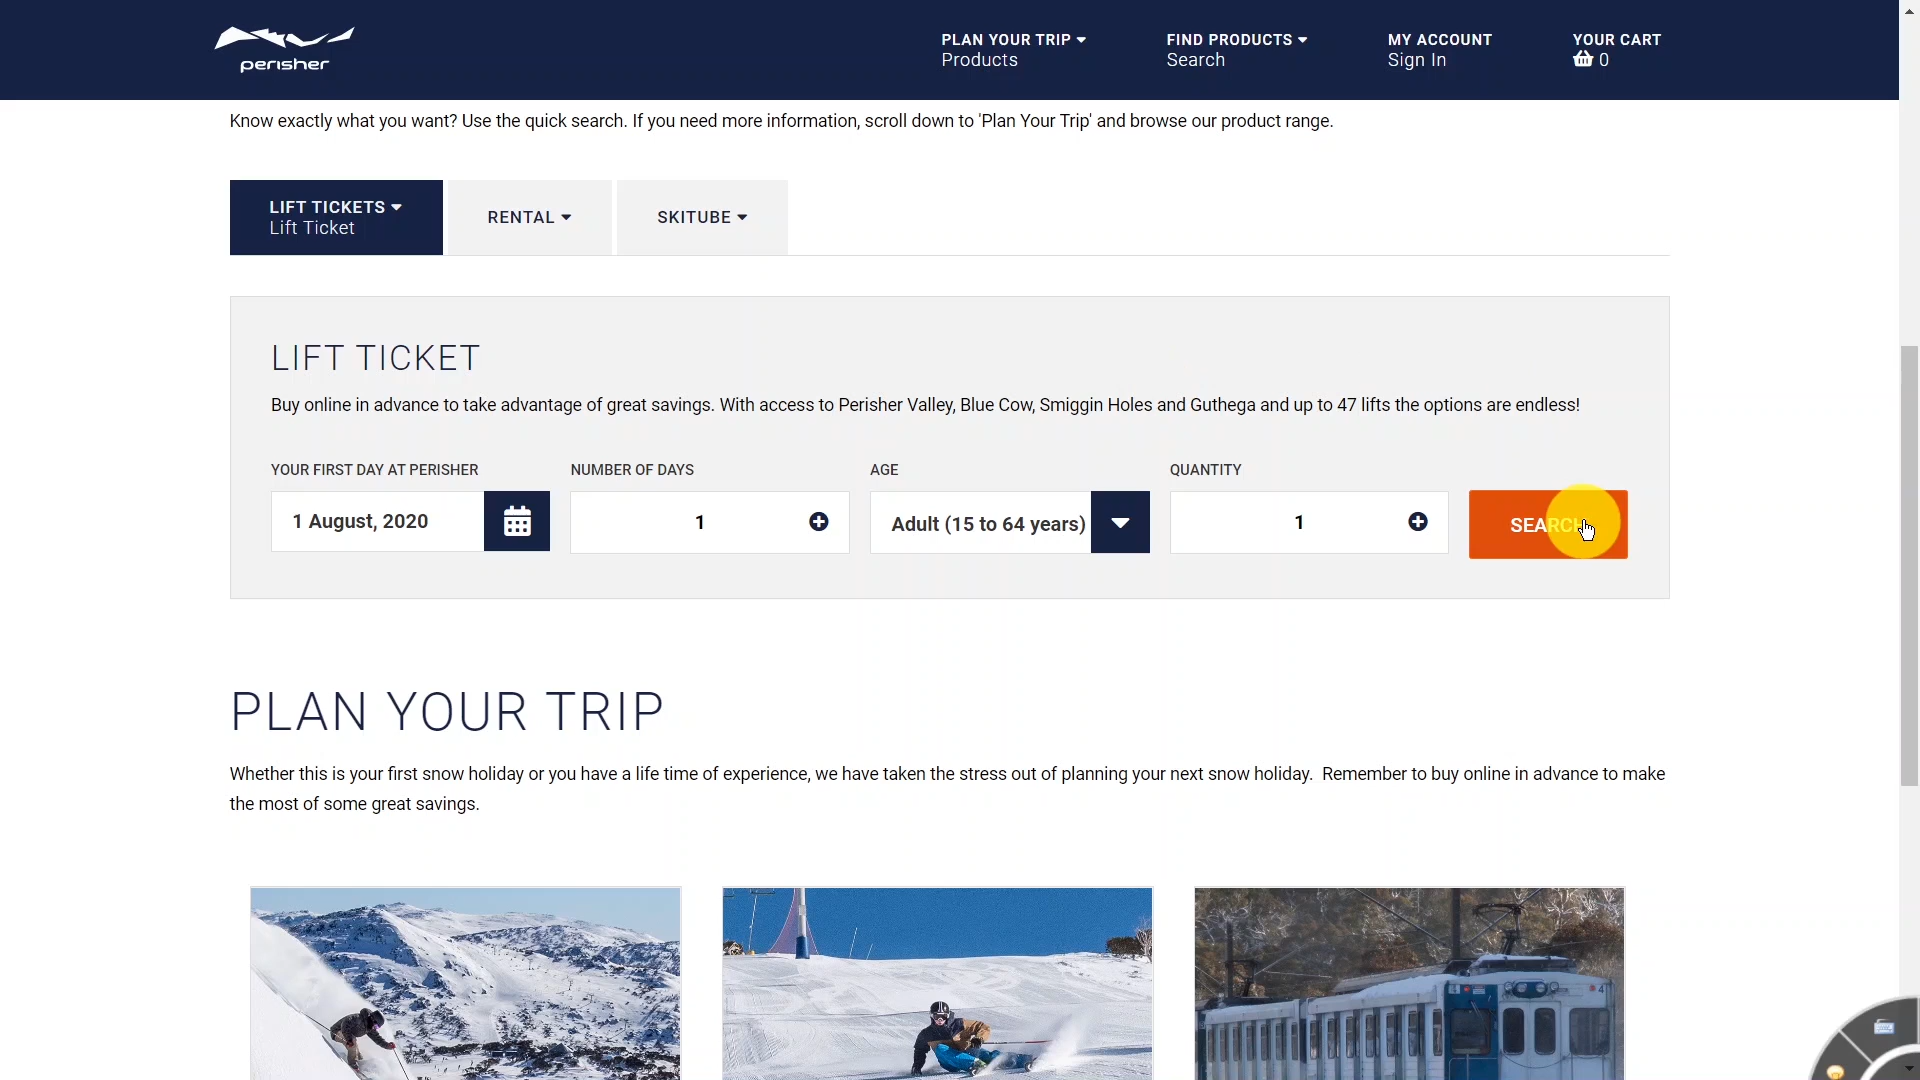 perisher
PLAN YOUR TRIP
Products
FIND PRODUCTS
Search
MY ACCOUNT
Sign In
YOUR CART
0
Know exactly what you want? Use the quick search. If you need more information, scroll down to 'Plan Your Trip' and browse our product range.
LIFT TICKETS
Lift Ticket
RENTAL
SKITUBE
LIFT TICKET
Buy online in advance to take advantage of great savings. With access to Perisher Valley, Blue Cow, Smiggin Holes and Guthega and up to 47 lifts the options are endless!
YOUR FIRST DAY AT PERISHER
NUMBER OF DAYS
AGE
QUANTITY
1 August, 2020
1
Adult (15 to 64 years)
1
SEARCH
PLAN YOUR TRIP
Whether this is your first snow holiday or you have a life time of experience, we have taken the stress out of planning your next snow holiday. Remember to buy online in advance to make
the most of some great savings.
4